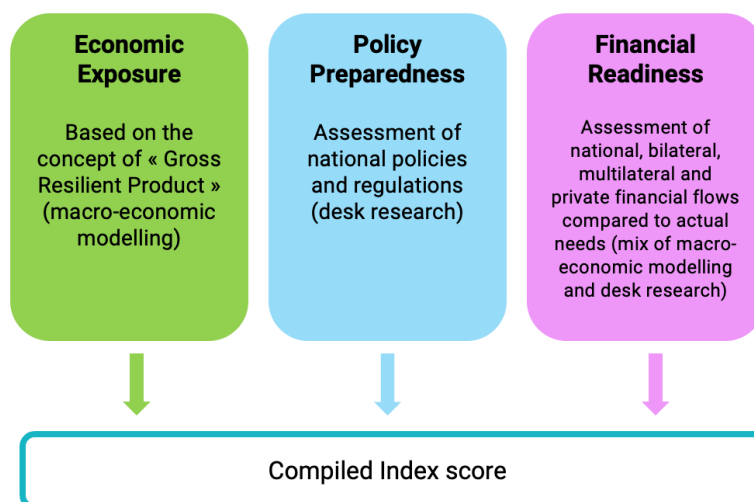 Economic
Exposure
Based on the
concept of « Gross
Resilient Product »
(macro-economic
modelling)
Policy
Preparedness
Assessment of
national policies
and regulations
(desk research)
Financial
Readiness
Assessment of
national, bilateral,
multilateral and
private financial flows
compared to actual
needs (mix of macro-
economic modelling
and desk research)
Compiled Index score